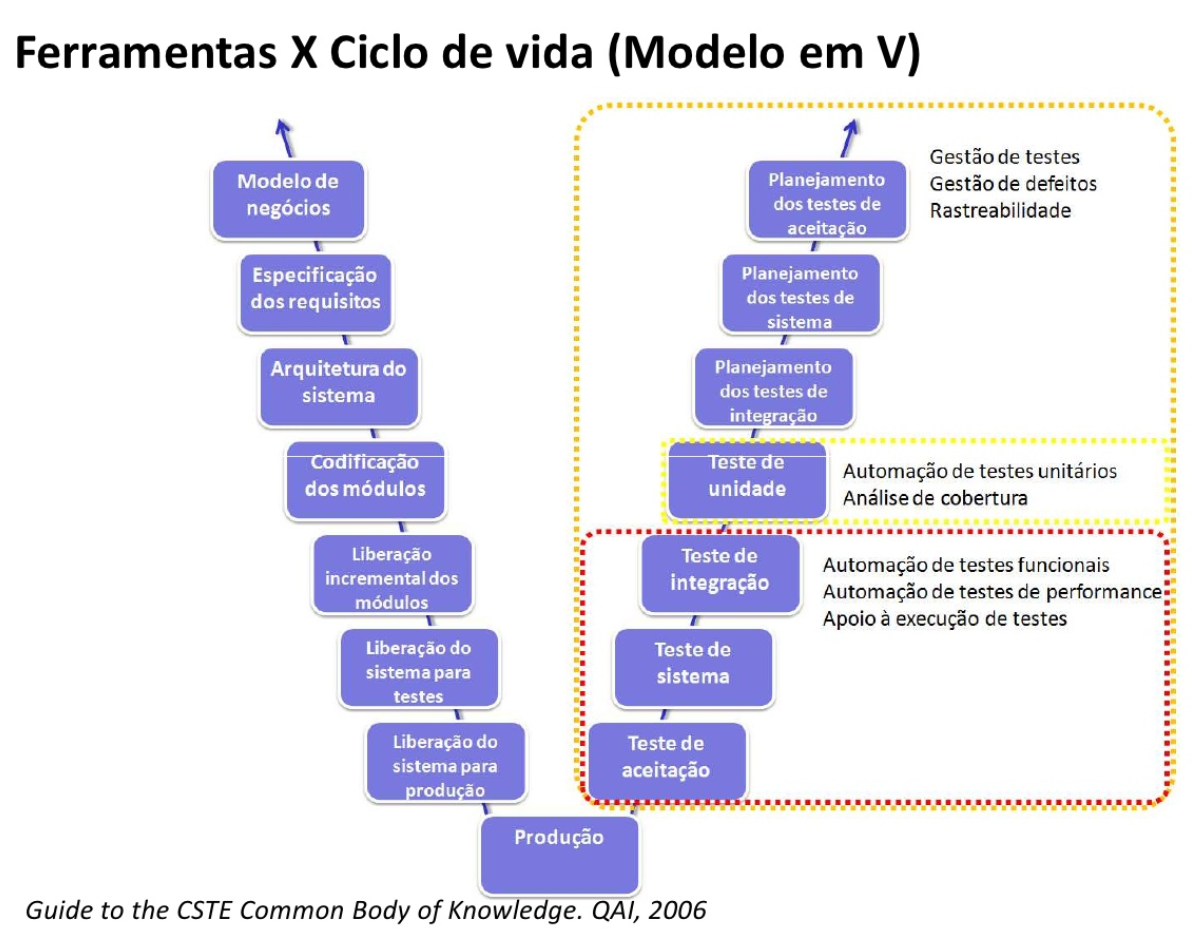 Ferramentas X Ciclo de vida (Modelo em V)
Modelo de
negócios
Especificação
dos requisitos
Arquitetura do
sistema
Codificação
dos módulos
Liberação
incremental dos
módulos
Liberação do
sistema para
testes
Liberação do
sistema para
produção
Produção
Planejamento
dos testes de
aceitação
Planejamento
dos testes de
sistema
Planejamento
dos testes de
integração
Teste de
unidade
Teste de
integração
Teste de
sistema
Teste de
aceitação
Gestão de testes
Gestão de defeitos
Rastreabilidade
Automação de testes unitários
Análise de cobertura
Automação de testes funcionais
Automação de testes de performance
Apoio à execução de testes
Guide to the CSTE Common Body of Knowledge. QAI, 2006